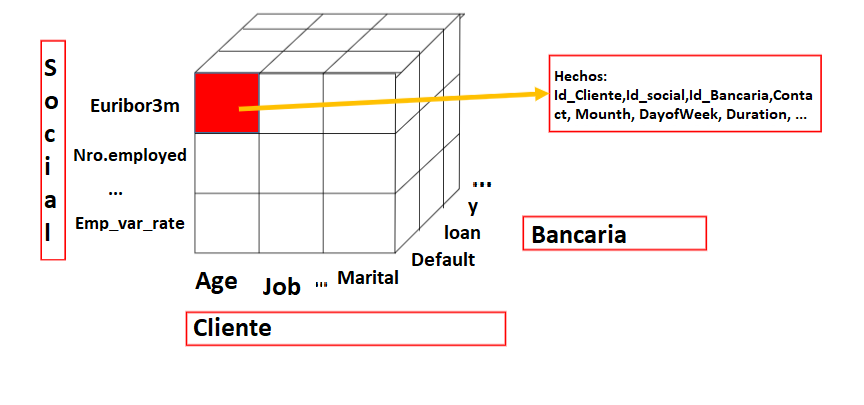 Social
Euribor3m
Nro.employed
...
Emp_var_rate
Hechos:
Id_Cliente,Id_social,Id_Bancaria,Conta
ct, Mounth, DayofWeek, Duration, ...
...
y
loan
Default
Bancaria
Age
Job
...
Marital
Cliente